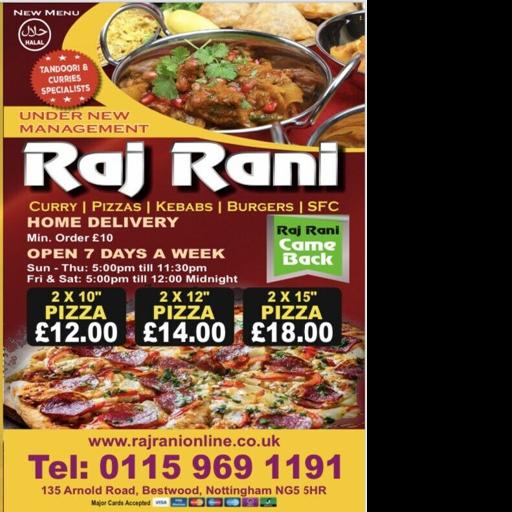 New Menu
حلال
HALAL
TANDOORI &
CURRIES
SPECIALISTS
UNDER NEW
MANAGEMENT
Raj Rani
Curry | Pizzas | Kebabs | Burgers | SFC
HOME DELIVERY
Min. Order £10
OPEN 7 DAYS A WEEK
Sun - Thu: 5:00pm till 11:30pm
Fri & Sat: 5:00pm till 12:00 Midnight
Raj Rani
Came
Back
2 X 10"
PIZZA
£12.00
2 X 12"
PIZZA
£14.00
2 X 15"
PIZZA
£18.00
www.rajranionline.co.uk
Tel: 0115 969 1191
135 Arnold Road, Bestwood, Nottingham NG5 5HR
Major Cards Accepted
VISA